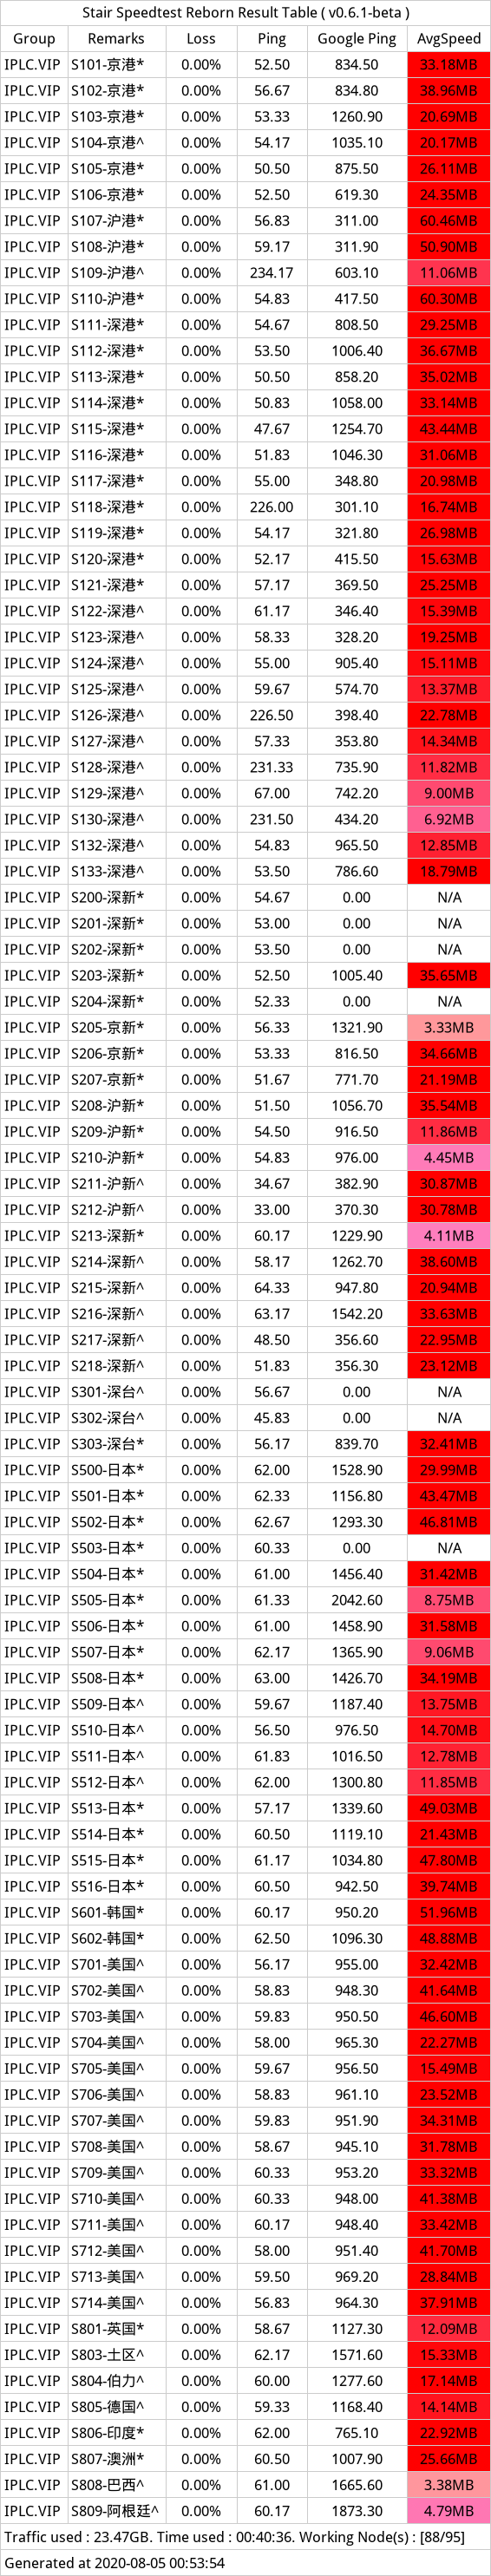 Stair Speedtest Reborn Result Table ( v0.6.1-beta )
Group Remarks Loss Ping Google Ping AvgSpeed
IPLC.VIP S101-京港* 0.00% 52.50 834.50 33.18MB
IPLC.VIP S102-京港* 0.00% 56.67 834.80 38.96MB
IPLC.VIP S103-京港* 0.00% 53.33 1260.90 20.69MB
IPLC.VIP S104-京港^ 0.00% 54.17 1035.10 20.17MB
IPLC.VIP S105-京港* 0.00% 50.50 875.50 26.11MB
IPLC.VIP S106-京港* 0.00% 52.50 619.30 24.35MB
IPLC.VIP S107-沪港* 0.00% 56.83 311.00 60.46MB
IPLC.VIP S108-沪港* 0.00% 59.17 311.90 50.90MB
IPLC.VIP S109-沪港^ 0.00% 234.17 603.10 11.06MB
IPLC.VIP S110-沪港* 0.00% 54.83 417.50 60.30MB
IPLC.VIP S111-深港* 0.00% 54.67 808.50 29.25MB
IPLC.VIP S112-深港* 0.00% 53.50 1006.40 36.67MB
IPLC.VIP S113-深港* 0.00% 50.50 858.20 35.02MB
IPLC.VIP S114-深港* 0.00% 50.83 1058.00 33.14MB
IPLC.VIP S115-深港* 0.00% 47.67 1254.70 43.44MB
IPLC.VIP S116-深港* 0.00% 51.83 1046.30 31.06MB
IPLC.VIP S117-深港* 0.00% 55.00 348.80 20.98MB
IPLC.VIP S118-深港* 0.00% 226.00 301.10 16.74MB
IPLC.VIP S119-深港* 0.00% 54.17 321.80 26.98MB
IPLC.VIP S120-深港* 0.00% 52.17 415.50 15.63MB
IPLC.VIP S121-深港* 0.00% 57.17 369.50 25.25MB
IPLC.VIP S122-深港^ 0.00% 61.17 346.40 15.39MB
IPLC.VIP S123-深港^ 0.00% 58.33 328.20 19.25MB
IPLC.VIP S124-深港^ 0.00% 55.00 905.40 15.11MB
IPLC.VIP S125-深港^ 0.00% 59.67 574.70 13.37MB
IPLC.VIP S126-深港^ 0.00% 226.50 398.40 22.78MB
IPLC.VIP S127-深港^ 0.00% 57.33 353.80 14.34MB
IPLC.VIP S128-深港^ 0.00% 231.33 735.90 11.82MB
IPLC.VIP S129-深港^ 0.00% 67.00 742.20 9.00MB
IPLC.VIP S130-深港^ 0.00% 231.50 434.20 6.92MB
IPLC.VIP S132-深港^ 0.00% 54.83 965.50 12.85MB
IPLC.VIP S133-深港^ 0.00% 53.50 786.60 18.79MB
IPLC.VIP S200-深新* 0.00% 54.67 0.00 N/A
IPLC.VIP S201-深新* 0.00% 53.00 0.00 N/A
IPLC.VIP S202-深新* 0.00% 53.50 0.00 N/A
IPLC.VIP S203-深新* 0.00% 52.50 1005.40 35.65MB
IPLC.VIP S204-深新* 0.00% 52.33 0.00 N/A
IPLC.VIP S205-京新* 0.00% 56.33 1321.90 3.33MB
IPLC.VIP S206-京新* 0.00% 53.33 816.50 34.66MB
IPLC.VIP S207-京新* 0.00% 51.67 771.70 21.19MB
IPLC.VIP S208-沪新* 0.00% 51.50 1056.70 35.54MB
IPLC.VIP S209-沪新* 0.00% 54.50 916.50 11.86MB
IPLC.VIP S210-沪新* 0.00% 54.83 976.00 4.45MB
IPLC.VIP S211-沪新^ 0.00% 34.67 382.90 30.87MB
IPLC.VIP S212-沪新^ 0.00% 33.00 370.30 30.78MB
IPLC.VIP S213-深新* 0.00% 60.17 1229.90 4.11MB
IPLC.VIP S214-深新^ 0.00% 58.17 1262.70 38.60MB
IPLC.VIP S215-深新^ 0.00% 64.33 947.80 20.94MB
IPLC.VIP S216-深新^ 0.00% 63.17 1542.20 33.63MB
IPLC.VIP S217-深新^ 0.00% 48.50 356.60 22.95MB
IPLC.VIP S218-深新^ 0.00% 51.83 356.30 23.12MB
IPLC.VIP S301-深台^ 0.00% 56.67 0.00 N/A
IPLC.VIP S302-深台^ 0.00% 45.83 0.00 N/A
IPLC.VIP S303-深台* 0.00% 56.17 839.70 32.41MB
IPLC.VIP S500-日本* 0.00% 62.00 1528.90 29.99MB
IPLC.VIP S501-日本* 0.00% 62.33 1156.80 43.47MB
IPLC.VIP S502-日本* 0.00% 62.67 1293.30 46.81MB
IPLC.VIP S503-日本* 0.00% 60.33 0.00 N/A
IPLC.VIP S504-日本* 0.00% 61.00 1456.40 31.42MB
IPLC.VIP S505-日本* 0.00% 61.33 2042.60 8.75MB
IPLC.VIP S506-日本* 0.00% 61.00 1458.90 31.58MB
IPLC.VIP S507-日本* 0.00% 62.17 1365.90 9.06MB
IPLC.VIP S508-日本* 0.00% 63.00 1426.70 34.19MB
IPLC.VIP S509-日本^ 0.00% 59.67 1187.40 13.75MB
IPLC.VIP S510-日本^ 0.00% 56.50 976.50 14.70MB
IPLC.VIP S511-日本^ 0.00% 61.83 1016.50 12.78MB
IPLC.VIP S512-日本^ 0.00% 62.00 1300.80 11.85MB
IPLC.VIP S513-日本* 0.00% 57.17 1339.60 49.03MB
IPLC.VIP S514-日本* 0.00% 60.50 1119.10 21.43MB
IPLC.VIP S515-日本* 0.00% 61.17 1034.80 47.80MB
IPLC.VIP S516-日本* 0.00% 60.50 942.50 39.74MB
IPLC.VIP S601-韩国* 0.00% 60.17 950.20 51.96MB
IPLC.VIP S602-韩国* 0.00% 62.50 1096.30 48.88MB
IPLC.VIP S701-美国^ 0.00% 56.17 955.00 32.42MB
IPLC.VIP S702-美国^ 0.00% 58.83 948.30 41.64MB
IPLC.VIP S703-美国^ 0.00% 59.83 950.50 46.60MB
IPLC.VIP S704-美国^ 0.00% 58.00 965.30 22.27MB
IPLC.VIP S705-美国^ 0.00% 59.67 956.50 15.49MB
IPLC.VIP S706-美国^ 0.00% 58.83 961.10 23.52MB
IPLC.VIP S707-美国^ 0.00% 59.83 951.90 34.31MB
IPLC.VIP S708-美国^ 0.00% 58.67 945.10 31.78MB
IPLC.VIP S709-美国^ 0.00% 60.33 953.20 33.32MB
IPLC.VIP S710-美国^ 0.00% 60.33 948.00 41.38MB
IPLC.VIP S711-美国^ 0.00% 60.17 948.40 33.42MB
IPLC.VIP S712-美国^ 0.00% 58.00 951.40 41.70MB
IPLC.VIP S713-美国^ 0.00% 59.50 969.20 28.84MB
IPLC.VIP S714-美国^ 0.00% 56.83 964.30 37.91MB
IPLC.VIP S801-英国* 0.00% 58.67 1127.30 12.09MB
IPLC.VIP S803-土区^ 0.00% 62.17 1571.60 15.33MB
IPLC.VIP S804-伯力^ 0.00% 60.00 1277.60 17.14MB
IPLC.VIP S805-德国^ 0.00% 59.33 1168.40 14.14MB
IPLC.VIP S806-印度* 0.00% 62.00 765.10 22.92MB
IPLC.VIP S807-澳洲* 0.00% 60.50 1007.90 25.66MB
IPLC.VIP S808-巴西^ 0.00% 61.00 1665.60 3.38MB
IPLC.VIP S809-阿根廷^ 0.00% 60.17 1873.30 4.79MB
Traffic used : 23.47GB. Time used : 00:40:36. Working Node(s) : [88/95]
Generated at 2020-08-05 00:53:54